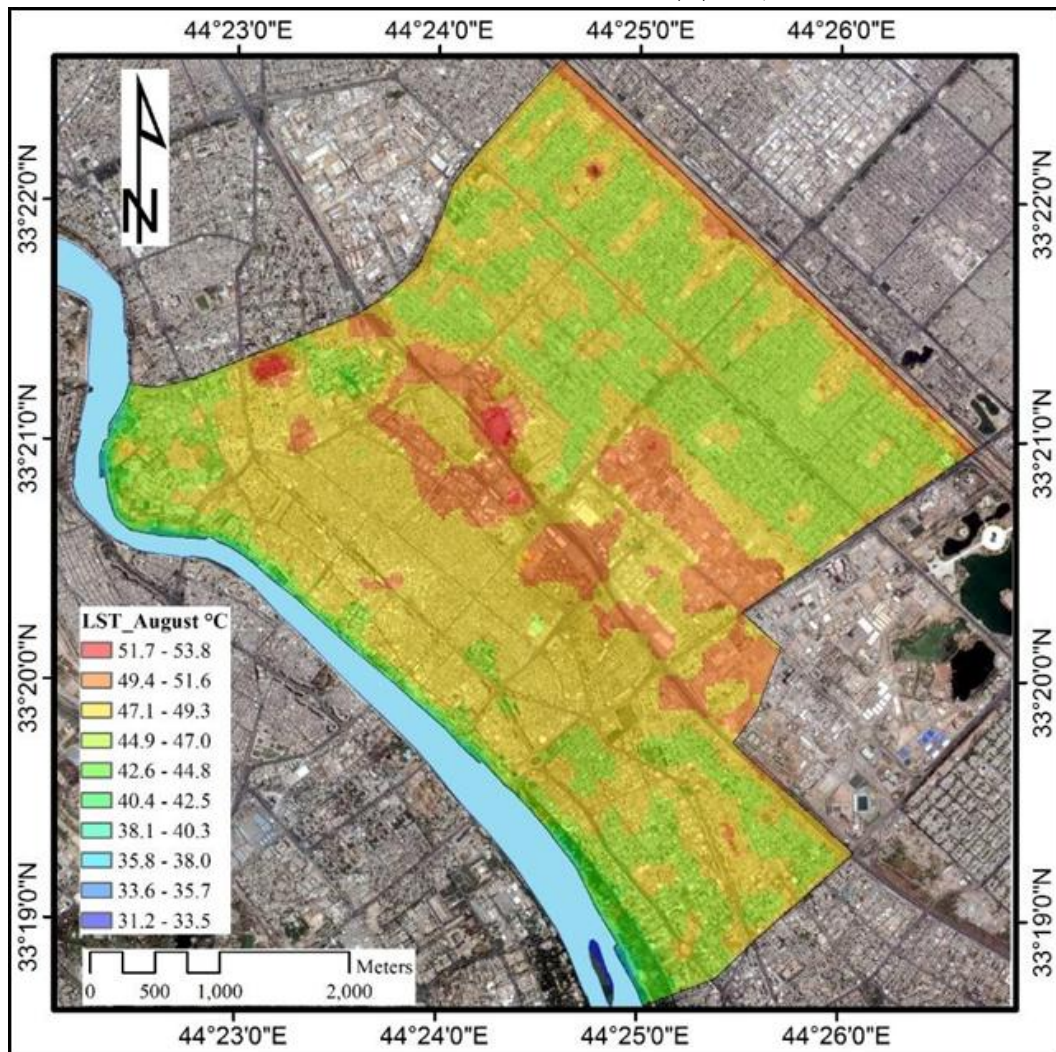 44°23'0"E 44°24'0"E 44°25'0"E 44°26'0"E
N
33°22'0"N
33°21'0"N
33°20'0"N
33°19'0"N
33°22'0"N
33°21'0"N
33°20'0"N
33°19'0"N
LST_August °C
51.7 - 53.8
49.4 - 51.6
47.1 - 49.3
44.9 - 47.0
42.6 - 44.8
40.4 - 42.5
38.1 - 40.3
35.8 - 38.0
33.6 - 35.7
31.2 - 33.5
Meters
0 500 1,000 2,000
44°23'0"E 44°24'0"E 44°25'0"E 44°26'0"E